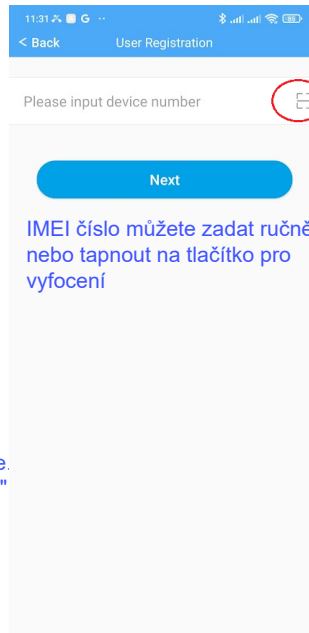 11:31 G ··
89
< Back User Registration
Please input device number
Next
IMEI číslo můžete zadat ručně
nebo tapnout na tlačítko pro
vyfocení
e.
"